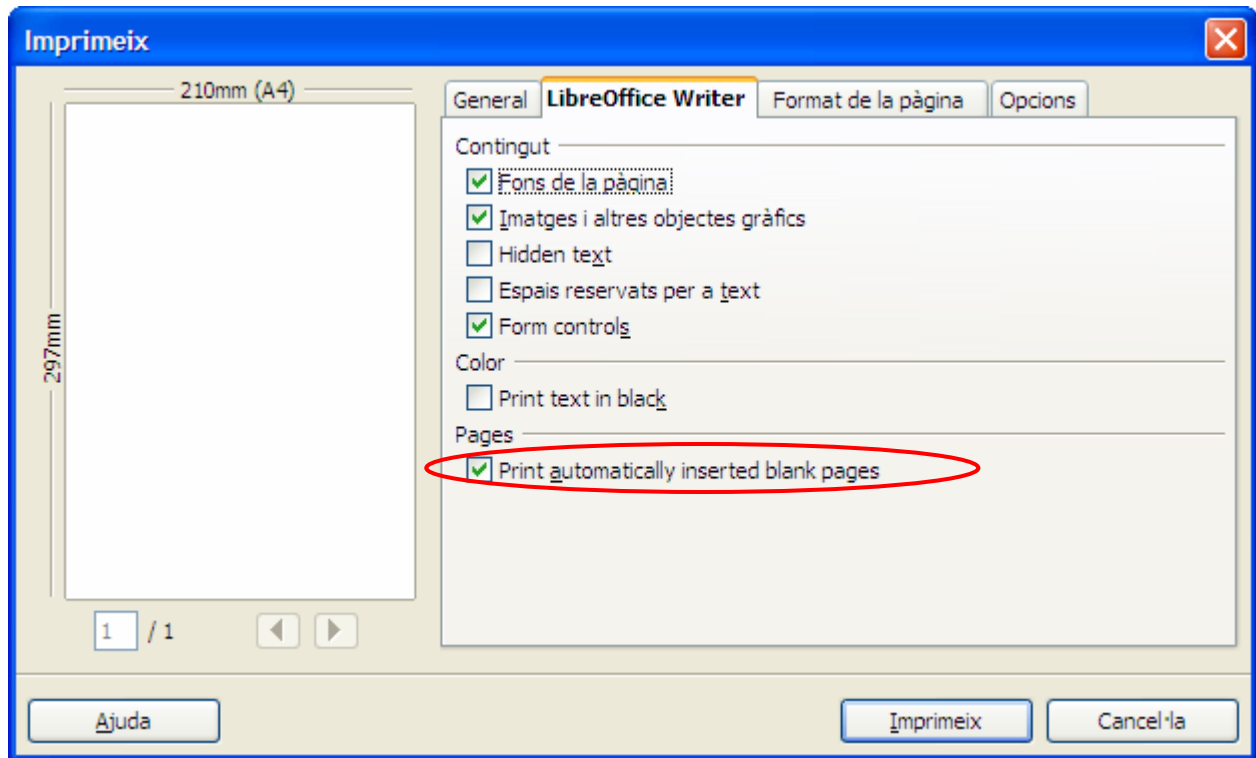 Imprimeix
210mm (A4)
297mm
1 / 1
General LibreOffice Writer Format de la pàgina Opcions
Contingut
Fons de la pàgina
Imatges i altres objectes gràfics
Hidden text
Espais reservats per a text
Form controls
Color
Print text in black
Pages
Print automatically inserted blank pages
Ajuda Imprimeix Cancel·la